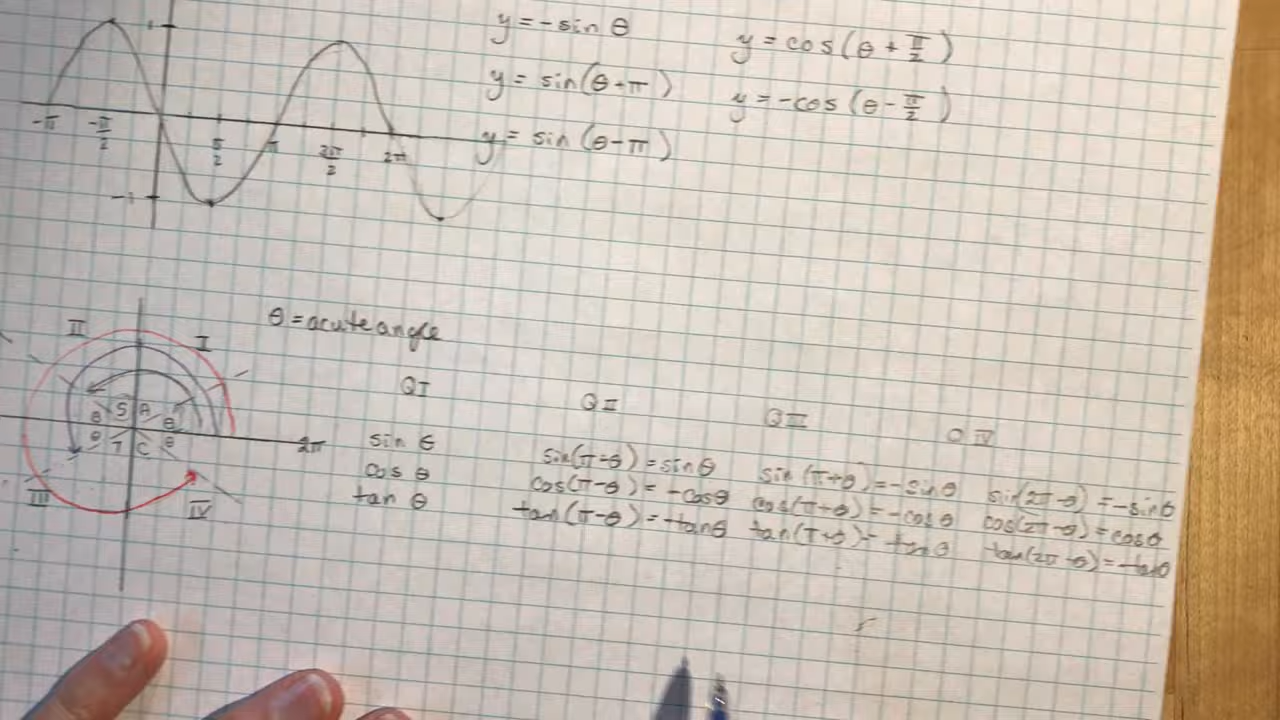 1
-π
-π/2
π/2
π
3π/2
2π
-1
y = -sin θ
y = sin(θ+π)
y = sin(θ-π)
y = cos(θ + π/2)
y = -cos(θ - π/2)
θ = acute angle
II
I
S A
θ θ
θ θ
T C
2π
III
IV
QI
sin θ
cos θ
tan θ
QII
sin(π-θ) = sin θ
cos(π-θ) = -cos θ
tan(π-θ) = -tan θ
QIII
sin(π+θ) = -sin θ
cos(π+θ) = -cos θ
tan(π+θ) = tan θ
QIV
sin(2π-θ) = -sin θ
cos(2π-θ) = cos θ
tan(2π-θ) = -tan θ